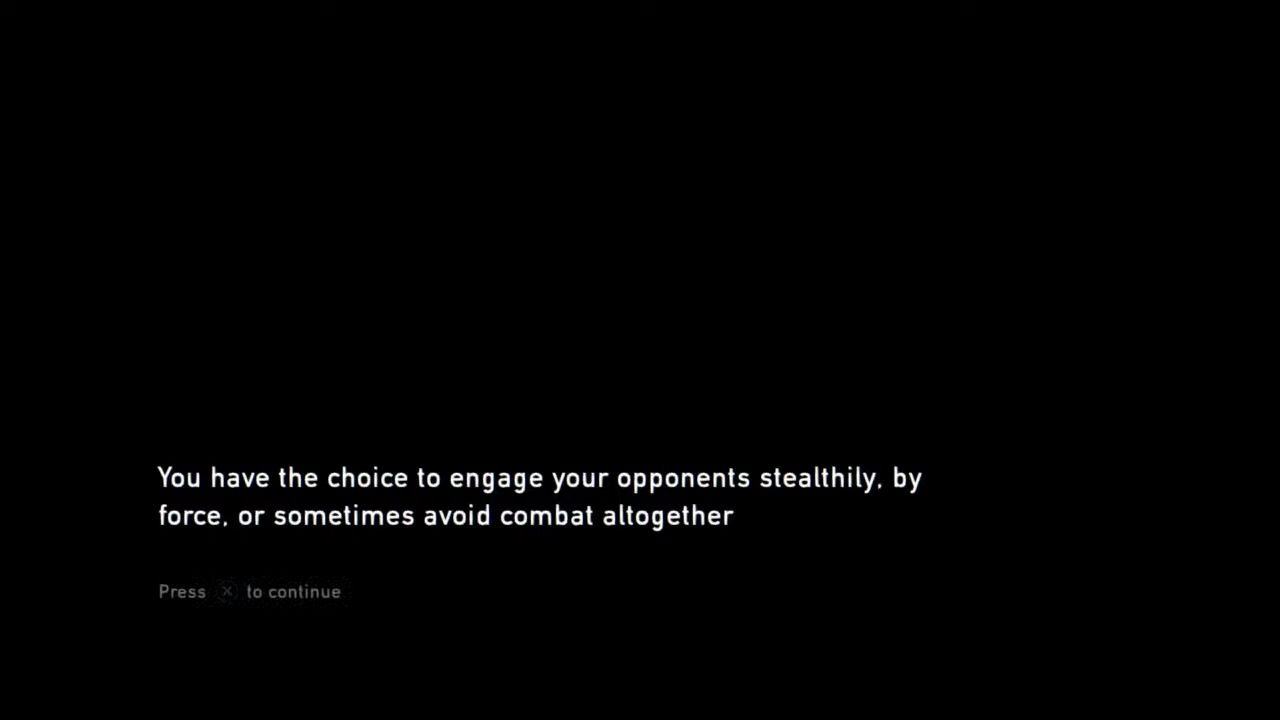 You have the choice to engage your opponents stealthily, by
force, or sometimes avoid combat altogether
Press ⓧ to continue